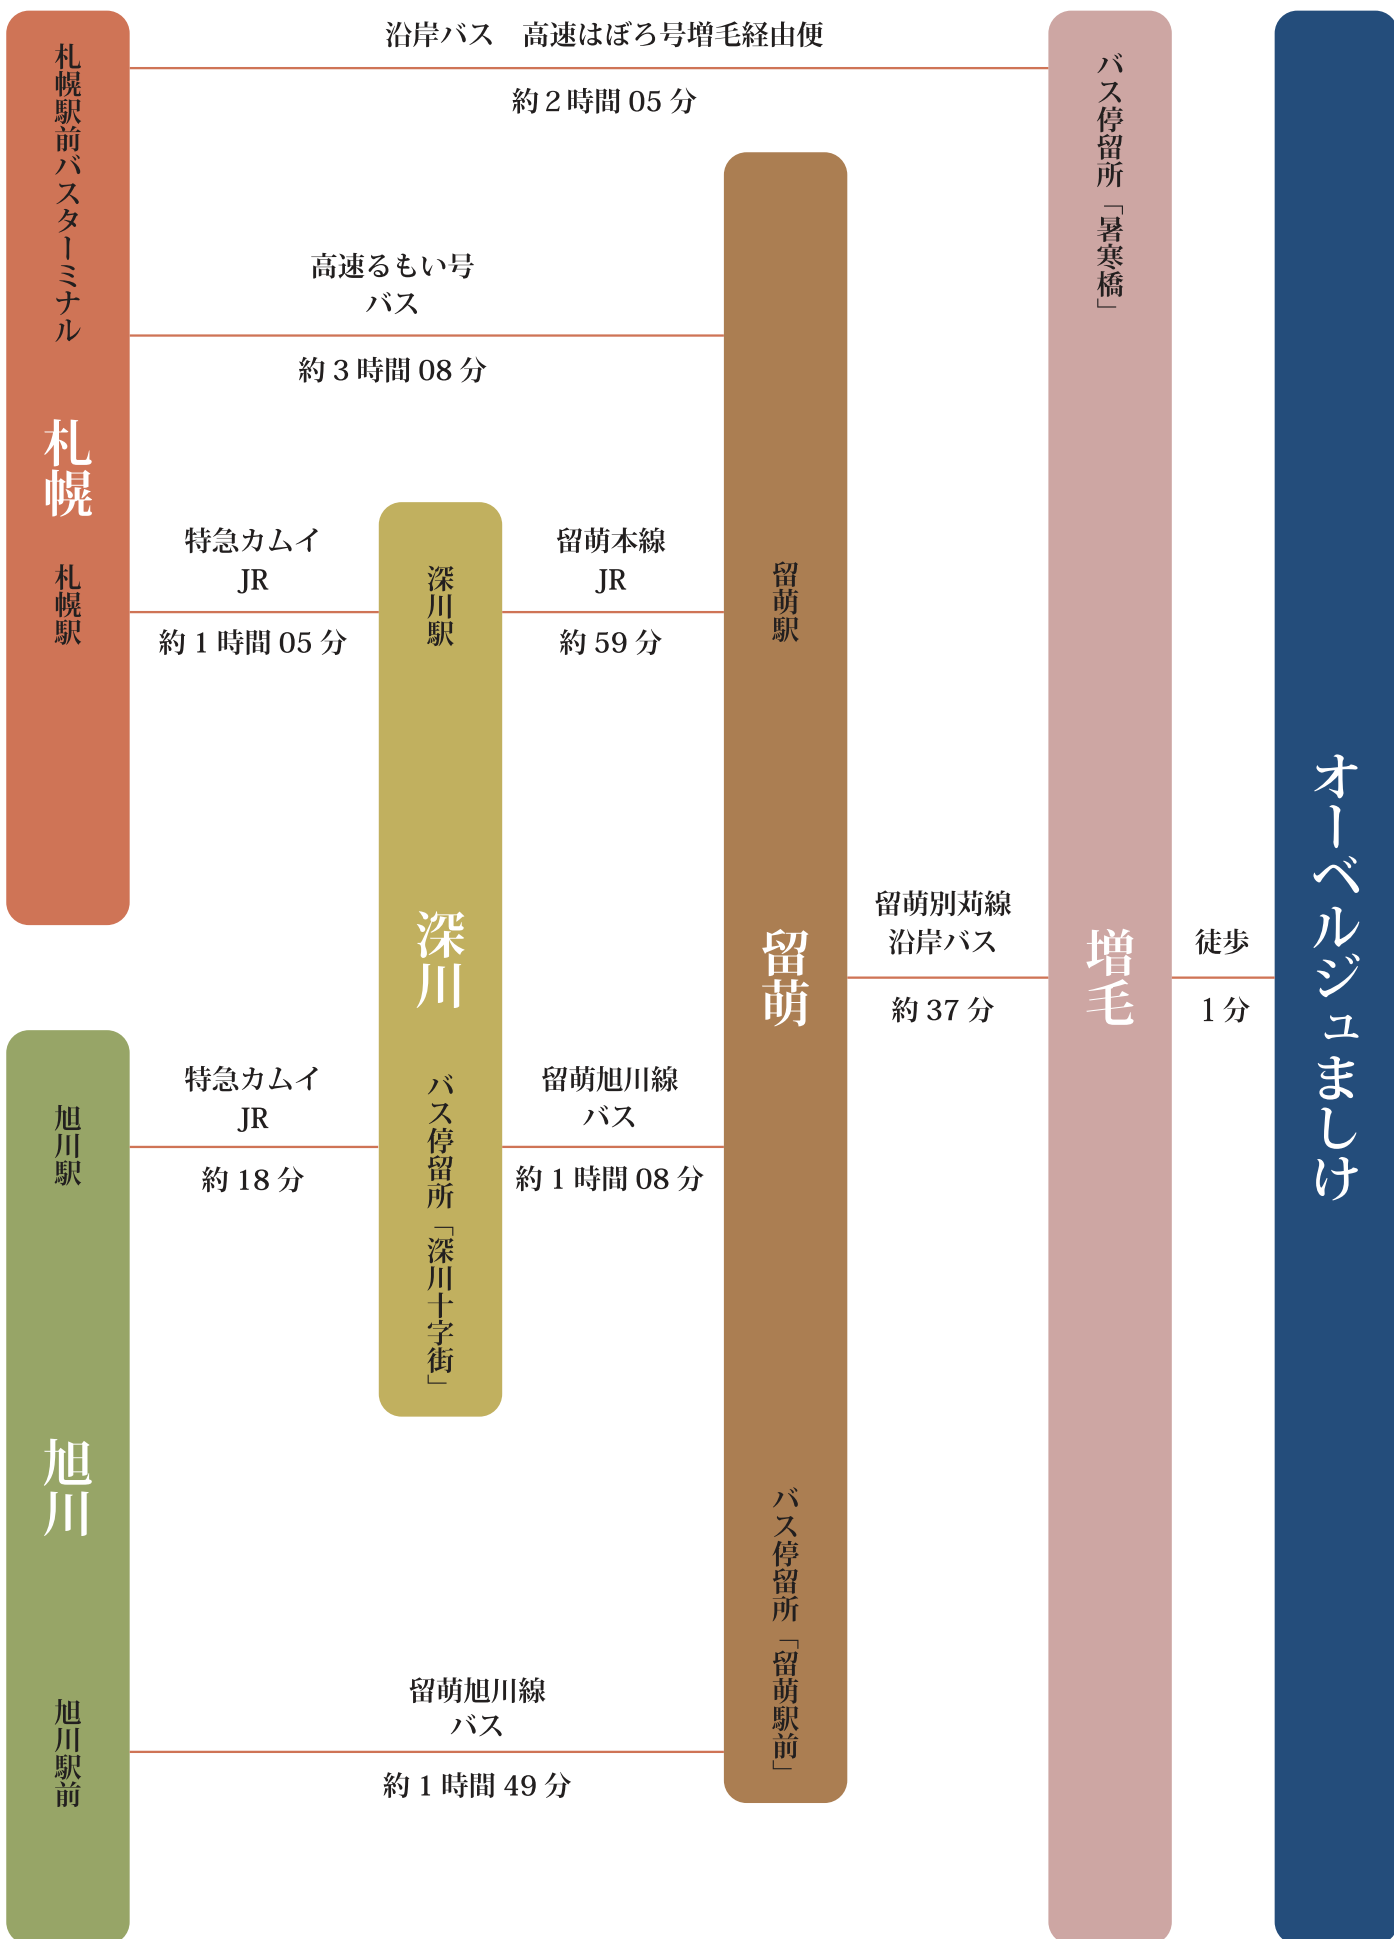 沿岸バス　高速はぼろ号増毛経由便
約2時間05分
札幌駅前バスターミナル
札幌
札幌駅
高速るもい号
バス
約3時間08分
特急カムイ
JR
約1時間05分
深川駅
深川
バス停留所「深川十字街」
留萌本線
JR
約59分
留萌駅
留萌
バス停留所「留萌駅前」
留萌別苅線
沿岸バス
約37分
バス停留所「暑寒橋」
増毛
徒歩
1分
オーベルジュましけ
旭川駅
旭川
旭川駅前
特急カムイ
JR
約18分
留萌旭川線
バス
約1時間08分
留萌旭川線
バス
約1時間49分